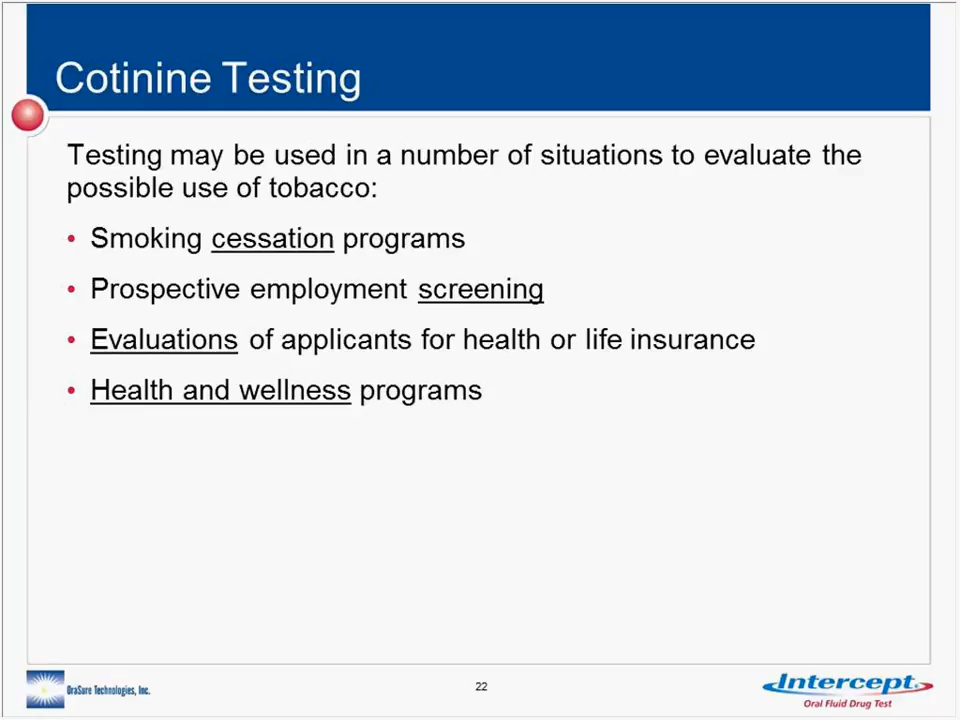 Cotinine Testing
Testing may be used in a number of situations to evaluate the
possible use of tobacco:
• Smoking cessation programs
• Prospective employment screening
• Evaluations of applicants for health or life insurance
• Health and wellness programs
OraSure Technologies, Inc.
22
Intercept
Oral Fluid Drug Test